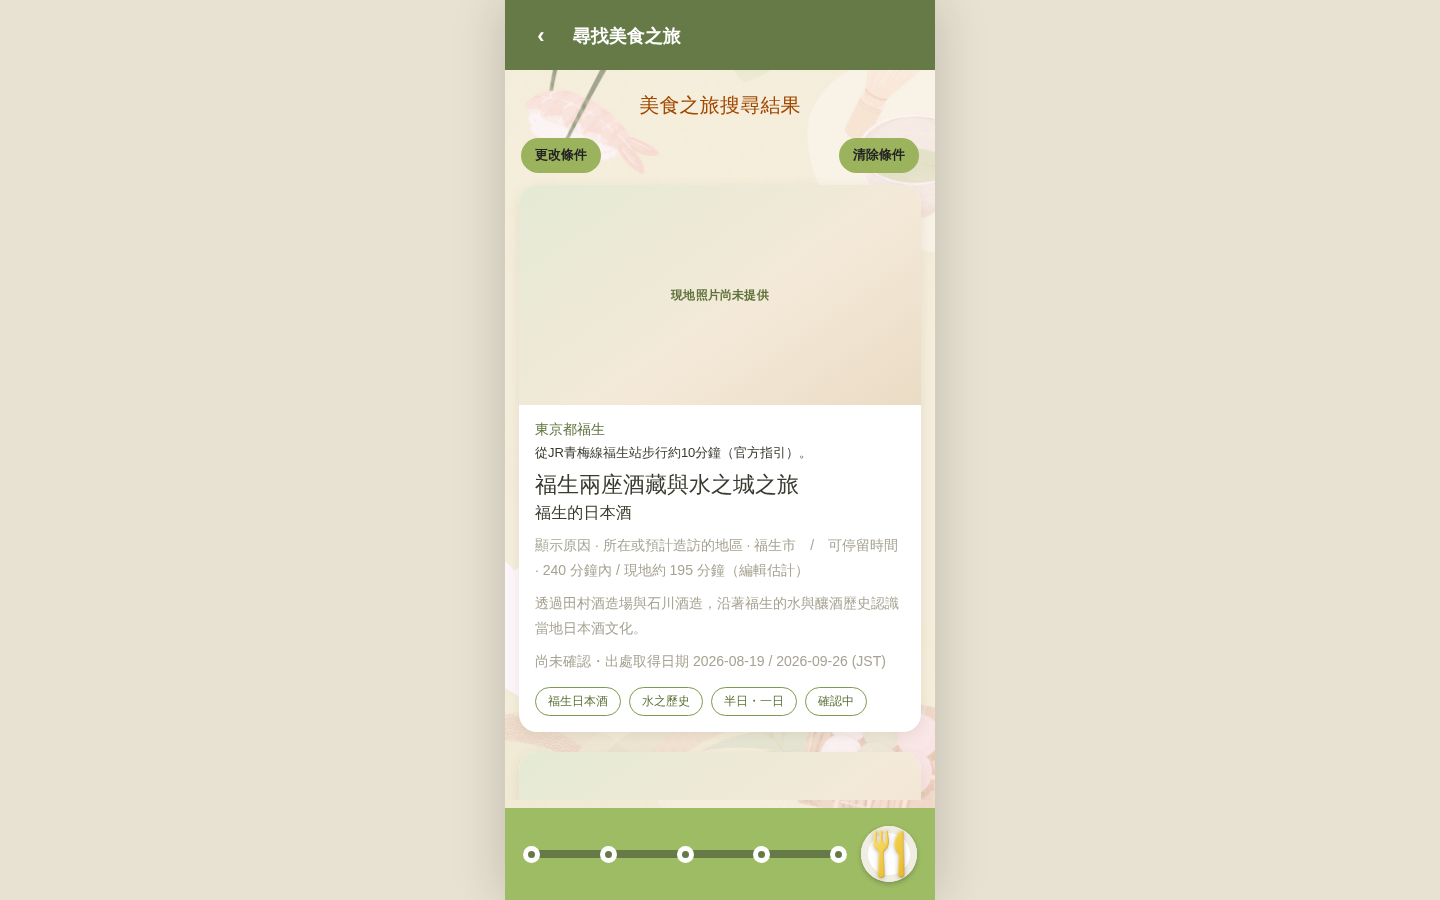 ‹ 尋找美食之旅
美食之旅搜尋結果
更改條件 清除條件
現地照片尚未提供
東京都福生
從JR青梅線福生站步行約10分鐘（官方指引）。
福生兩座酒藏與水之城之旅
福生的日本酒
顯示原因 · 所在或預計造訪的地區 · 福生市　/　可停留時間
· 240 分鐘內 / 現地約 195 分鐘（編輯估計）
透過田村酒造場與石川酒造，沿著福生的水與釀酒歷史認識
當地日本酒文化。
尚未確認・出處取得日期 2026-08-19 / 2026-09-26 (JST)
福生日本酒 水之歷史 半日・一日 確認中